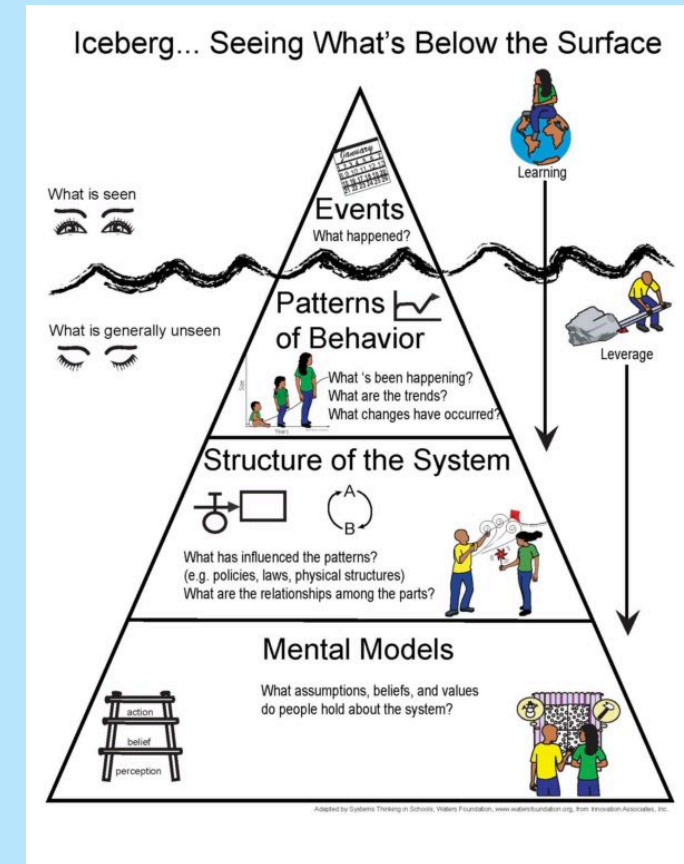 Iceberg... Seeing What's Below the Surface
Learning
What is seen
January
Events
What happened?
What is generally unseen
Leverage
Patterns
of Behavior
What 's been happening?
What are the trends?
What changes have occurred?
Size
Years
Structure of the System
A
B
What has influenced the patterns?
(e.g. policies, laws, physical structures)
What are the relationships among the parts?
Mental Models
What assumptions, beliefs, and values
do people hold about the system?
action
belief
perception
Adapted by Systems Thinking in Schools, Waters Foundation, www.watersfoundation.org, from Innovation Associates, Inc.